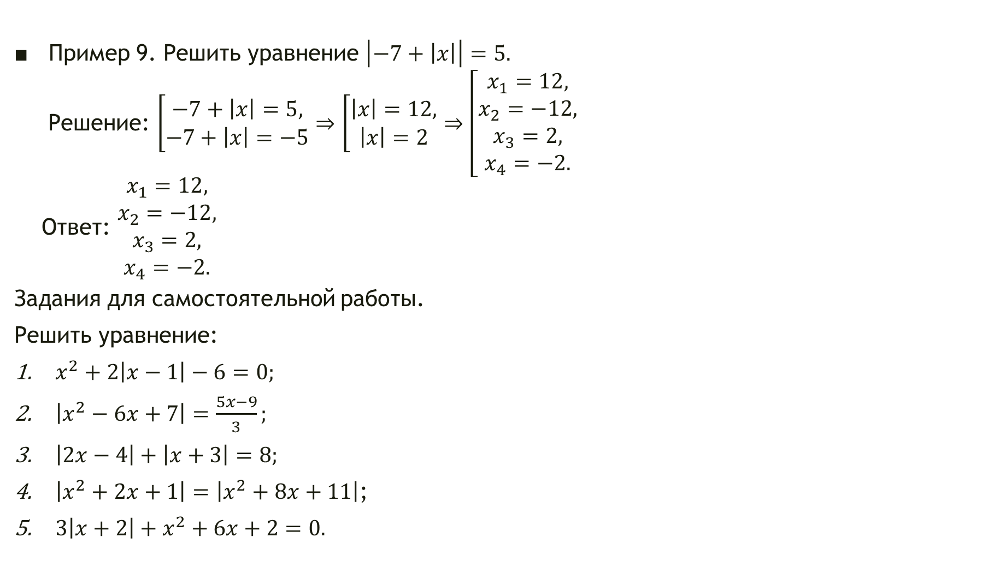 ▪ Пример 9. Решить уравнение |−7 + |x|| = 5.
Решение: [ −7 + |x| = 5, −7 + |x| = −5 ⇒ [ |x| = 12, |x| = 2 ⇒ [ x₁ = 12, x₂ = −12, x₃ = 2, x₄ = −2.
Ответ: x₁ = 12, x₂ = −12, x₃ = 2, x₄ = −2.
Задания для самостоятельной работы.
Решить уравнение:
1. x² + 2|x − 1| − 6 = 0;
2. |x² − 6x + 7| = (5x−9)/3;
3. |2x − 4| + |x + 3| = 8;
4. |x² + 2x + 1| = |x² + 8x + 11|;
5. 3|x + 2| + x² + 6x + 2 = 0.